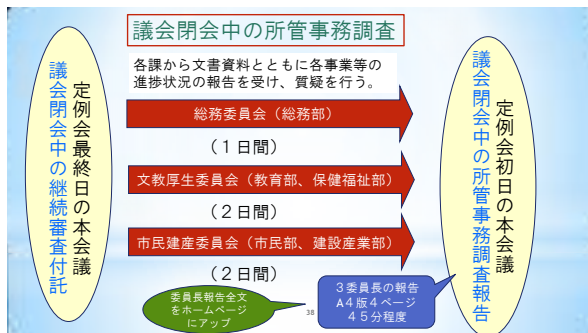 議会閉会中の所管事務調査
各課から文書資料とともに各事業等の
進捗状況の報告を受け、質疑を行う。
定例会最終日の本会議
議会閉会中の継続審査付託
総務委員会（総務部）
（１日間）
文教厚生委員会（教育部、保健福祉部）
（２日間）
市民建産委員会（市民部、建設産業部）
（２日間）
定例会初日の本会議
議会閉会中の所管事務調査報告
委員長報告全文
をホームページ
にアップ
38
３委員長の報告
A４版４ページ
４５分程度